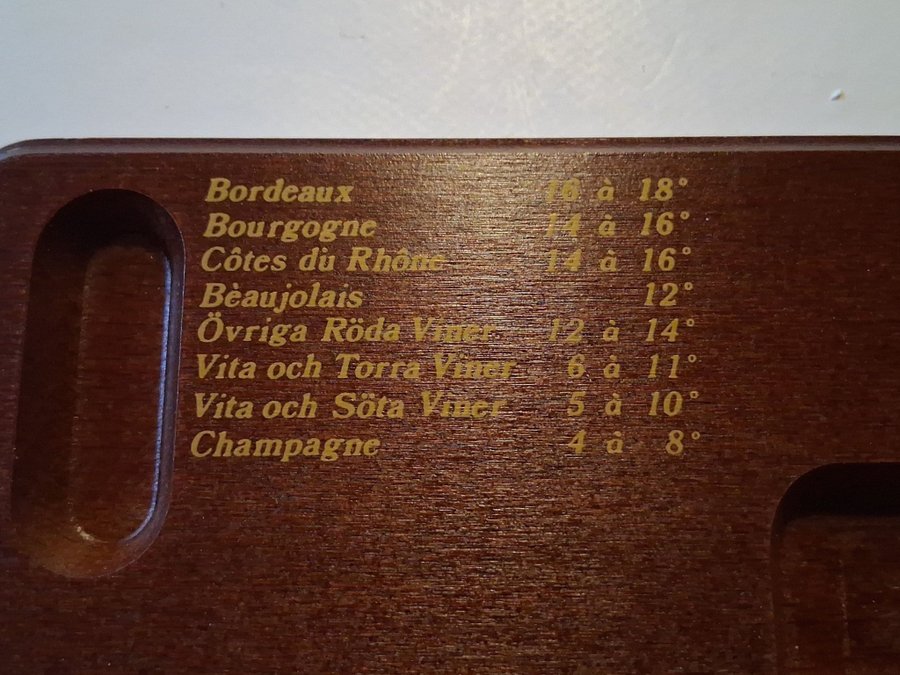 Bordeaux 16 à 18°
Bourgogne 14 à 16°
Côtes du Rhône 14 à 16°
Bèaujolais 12°
Övriga Röda Viner 12 à 14°
Vita och Torra Viner 6 à 11°
Vita och Söta Viner 5 à 10°
Champagne 4 à 8°